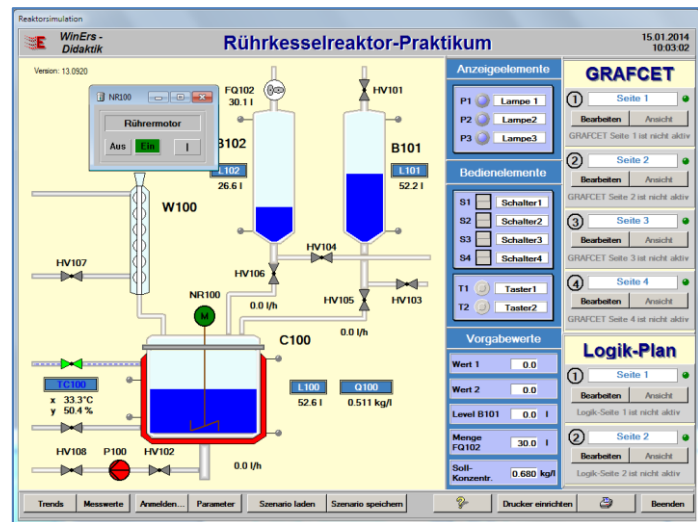 Reaktorsimulation
WinErs -
Didaktik
Rührkesselreaktor-Praktikum
15.01.2014
10:03:02
Version: 13.0920
NR100
Rührermotor
Aus Ein I
FQ102
30.1 l
HV101
B102
L102
26.6 l
B101
L101
52.2 l
W100
HV104
HV107
HV106
HV105
HV103
NR100
M
0.0 l/h
0.0 l/h
C100
TC100
x 33.3°C
y 50.4 %
L100
52.6 l
Q100
0.511 kg/l
HV108
P100
HV102
0.0 l/h
Anzeigeelemente
P1 Lampe 1
P2 Lampe2
P3 Lampe3
Bedienelemente
S1 Schalter1
S2 Schalter2
S3 Schalter3
S4 Schalter4
T1 Taster1
T2 Taster2
Vorgabewerte
Wert 1 0.0
Wert 2 0.0
Level B101 0.0 l
Menge
FQ102 30.0 l
Soll-
Konzentr. 0.680 kg/l
GRAFCET
1 Seite 1
Bearbeiten Ansicht
GRAFCET Seite 1 ist nicht aktiv
2 Seite 2
Bearbeiten Ansicht
GRAFCET Seite 2 ist nicht aktiv
3 Seite 3
Bearbeiten Ansicht
GRAFCET Seite 3 ist nicht aktiv
4 Seite 4
Bearbeiten Ansicht
GRAFCET Seite 4 ist nicht aktiv
Logik-Plan
1 Seite 1
Bearbeiten Ansicht
Logik-Seite 1 ist nicht aktiv
2 Seite 2
Bearbeiten Ansicht
Logik-Seite 2 ist nicht aktiv
Trends Messwerte Anmelden... Parameter Szenario laden Szenario speichern ? Drucker einrichten Beenden